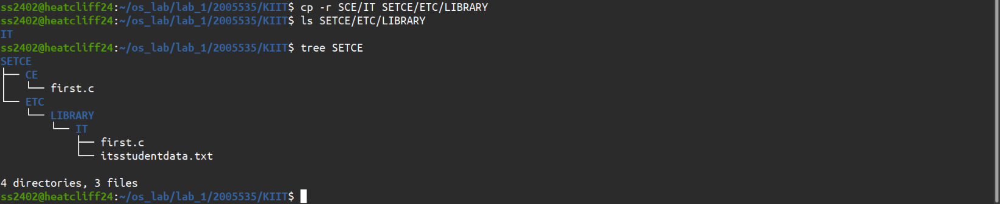 ss2402@heatcliff24:~/os_lab/lab_1/2005535/KIIT$ cp -r SCE/IT SETCE/ETC/LIBRARY
ss2402@heatcliff24:~/os_lab/lab_1/2005535/KIIT$ ls SETCE/ETC/LIBRARY
IT
ss2402@heatcliff24:~/os_lab/lab_1/2005535/KIIT$ tree SETCE
SETCE
├── CE
│   └── first.c
└── ETC
    └── LIBRARY
        └── IT
            ├── first.c
            └── itsstudentdata.txt

4 directories, 3 files
ss2402@heatcliff24:~/os_lab/lab_1/2005535/KIIT$